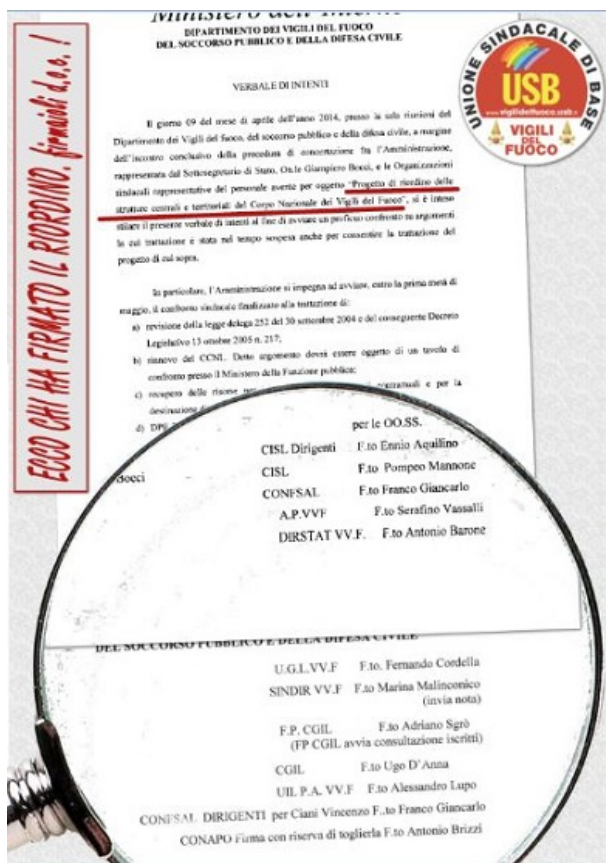 Ministero dell'Interno
DIPARTIMENTO DEI VIGILI DEL FUOCO
DEL SOCCORSO PUBBLICO E DELLA DIFESA CIVILE
VERBALE DI INTENTI
Il giorno 09 del mese di aprile dell'anno 2014, presso la sala riunioni del
Dipartimento dei Vigili del fuoco, del soccorso pubblico e della difesa civile, a margine
dell'incontro conclusivo della procedura di concertazione fra l'Amministrazione,
rappresentata dal Sottosegretario di Stato, On.le Giampiero Bocci, e le Organizzazioni
sindacali rappresentative del personale avente per oggetto "Progetto di riordino delle
strutture centrali e territoriali del Corpo Nazionale dei Vigili del Fuoco", si è inteso
stilare il presente verbale di intenti al fine di avviare un proficuo confronto su argomenti
la cui trattazione è stata nel tempo sospesa anche per consentire la trattazione del
progetto di cui sopra.
In particolare, l'Amministrazione si impegna ad avviare, entro la prima metà di
maggio, il confronto sindacale finalizzato alla trattazione di:
a) revisione della legge delega 252 del 30 settembre 2004 e del conseguente Decreto
Legislativo 13 ottobre 2005 n. 217;
b) rinnovo del CCNL. Detto argomento dovrà essere oggetto di un tavolo di
confronto presso il Ministero della Funzione pubblica;
c) recupero delle risorse e per la
d)
ECCO CHI HA FIRMATO IL RIORDINO, firmaioli d.o.c. !
UNIONE SINDACALE DI BASE
USB
www.vigilidelfuoco.usb.it
VIGILI
DEL
FUOCO
per le OO.SS.
CISL Dirigenti F.to Ennio Aquilino
CISL F.to Pompeo Mannone
CONFSAL F.to Franco Giancarlo
A.P.VVF F.to Serafino Vassalli
DIRSTAT VV.F. F.to Antonio Barone
DEL SOCCORSO PUBBLICO E DELLA DIFESA CIVILE
U.G.L.VV.F F.to. Fernando Cordella
SINDIR VV.F F.to Marina Malinconico
(invia nota)
F.P. CGIL F.to Adriano Sgrò
(FP CGIL avvia consultazione iscritti)
CGIL F.to Ugo D'Anna
UIL P.A. VV.F F.to Alessandro Lupo
CONFSAL DIRIGENTI per Ciani Vincenzo F..to Franco Giancarlo
CONAPO Firma con riserva di toglierla F.to Antonio Brizzi